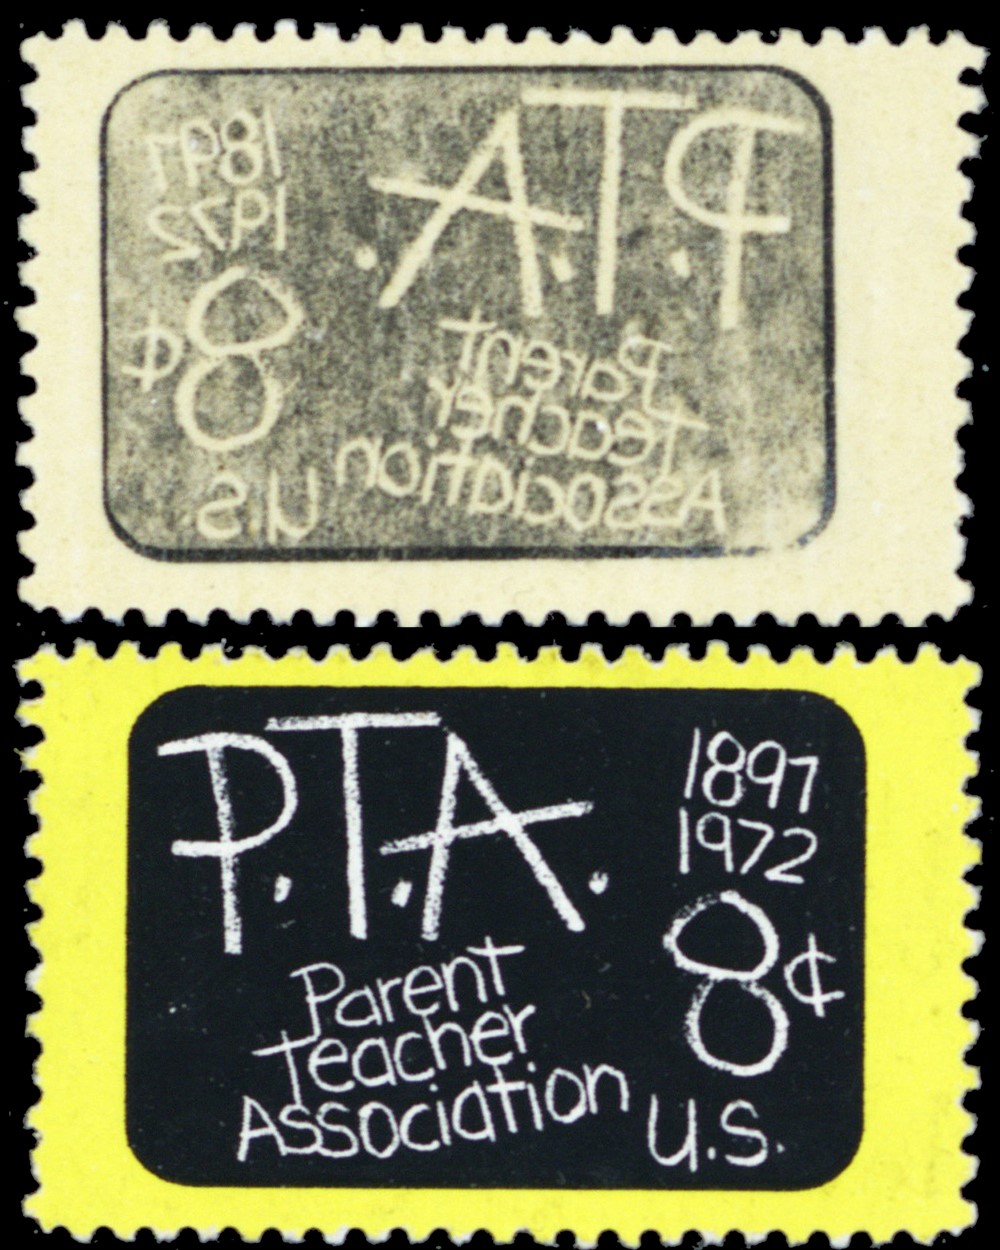 P.T.A.
1897
1972
8¢
Parent
Teacher
Association
U.S.
P.T.A.
1897
1972
8¢
Parent
Teacher
Association
U.S.